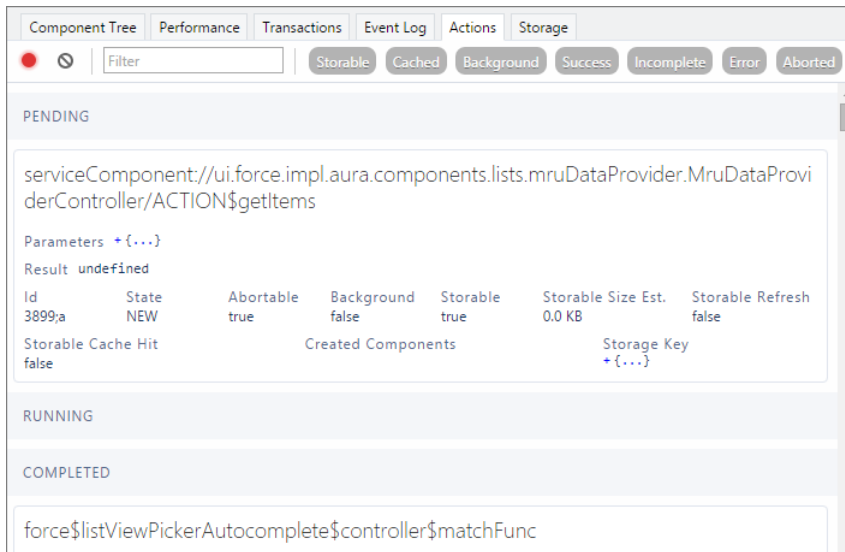 Component Tree Performance Transactions Event Log Actions Storage
Filter Storable Cached Background Success Incomplete Error Aborted
PENDING
serviceComponent://ui.force.impl.aura.components.lists.mruDataProvider.MruDataProvi
derController/ACTION$getItems
Parameters +{...}
Result undefined
Id State Abortable Background Storable Storable Size Est. Storable Refresh
3899;a NEW true false true 0.0 KB false
Storable Cache Hit Created Components Storage Key
false +{...}
RUNNING
COMPLETED
force$listViewPickerAutocomplete$controller$matchFunc